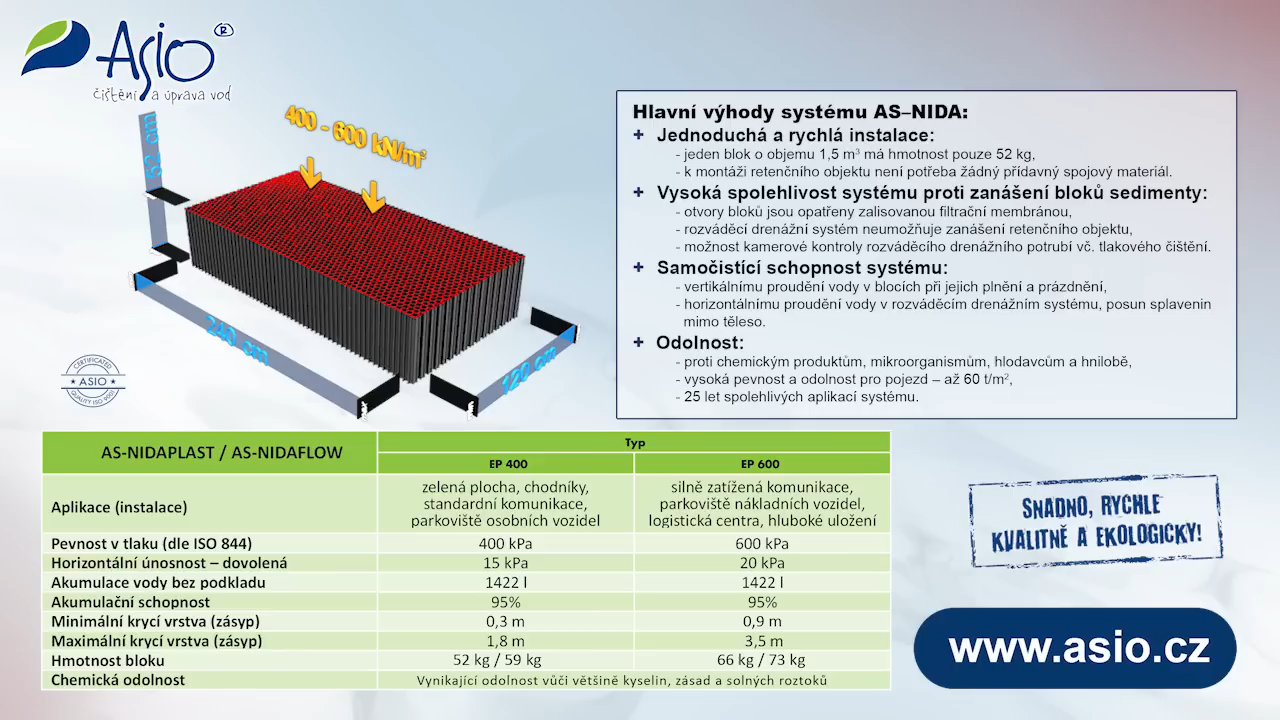 Asio®
čištění a úprava vod
52 cm
400 - 600 kN/m²
240 cm
120 cm
CERTIFICATED
ASIO
QUALITY ISO 9001
Hlavní výhody systému AS–NIDA:
+ Jednoduchá a rychlá instalace:
- jeden blok o objemu 1,5 m³ má hmotnost pouze 52 kg,
- k montáži retenčního objektu není potřeba žádný přídavný spojový materiál.
+ Vysoká spolehlivost systému proti zanášení bloků sedimenty:
- otvory bloků jsou opatřeny zalisovanou filtrační membránou,
- rozváděcí drenážní systém neumožňuje zanášení retenčního objektu,
- možnost kamerové kontroly rozváděcího drenážního potrubí vč. tlakového čištění.
+ Samočistící schopnost systému:
- vertikálnímu proudění vody v blocích při jejich plnění a prázdnění,
- horizontálnímu proudění vody v rozváděcím drenážním systému, posun splavenin
mimo těleso.
+ Odolnost:
- proti chemickým produktům, mikroorganismům, hlodavcům a hnilobě,
- vysoká pevnost a odolnost pro pojezd – až 60 t/m²,
- 25 let spolehlivých aplikací systému.
AS-NIDAPLAST / AS-NIDAFLOW
Typ
EP 400 EP 600
Aplikace (instalace)
zelená plocha, chodníky,
standardní komunikace,
parkoviště osobních vozidel
silně zatížená komunikace,
parkoviště nákladních vozidel,
logistická centra, hluboké uložení
Pevnost v tlaku (dle ISO 844) 400 kPa 600 kPa
Horizontální únosnost – dovolená 15 kPa 20 kPa
Akumulace vody bez podkladu 1422 l 1422 l
Akumulační schopnost 95% 95%
Minimální krycí vrstva (zásyp) 0,3 m 0,9 m
Maximální krycí vrstva (zásyp) 1,8 m 3,5 m
Hmotnost bloku 52 kg / 59 kg 66 kg / 73 kg
Chemická odolnost Vynikající odolnost vůči většině kyselin, zásad a solných roztoků
SNADNO, RYCHLE
KVALITNĚ A EKOLOGICKY!
www.asio.cz